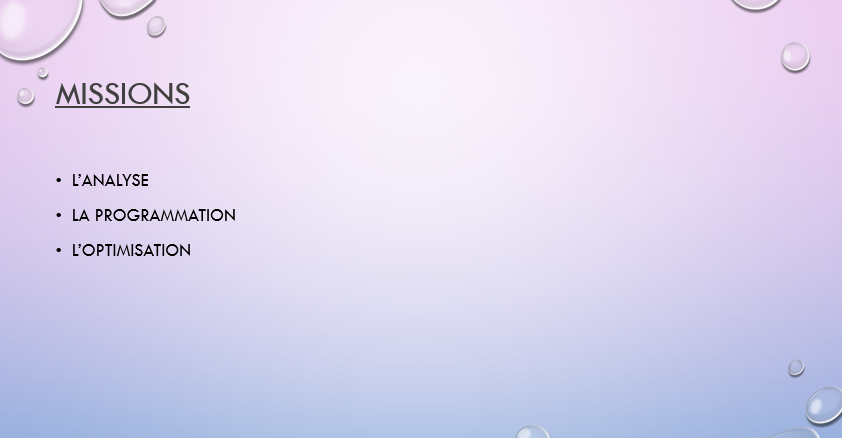 MISSIONS
• L’ANALYSE
• LA PROGRAMMATION
• L’OPTIMISATION